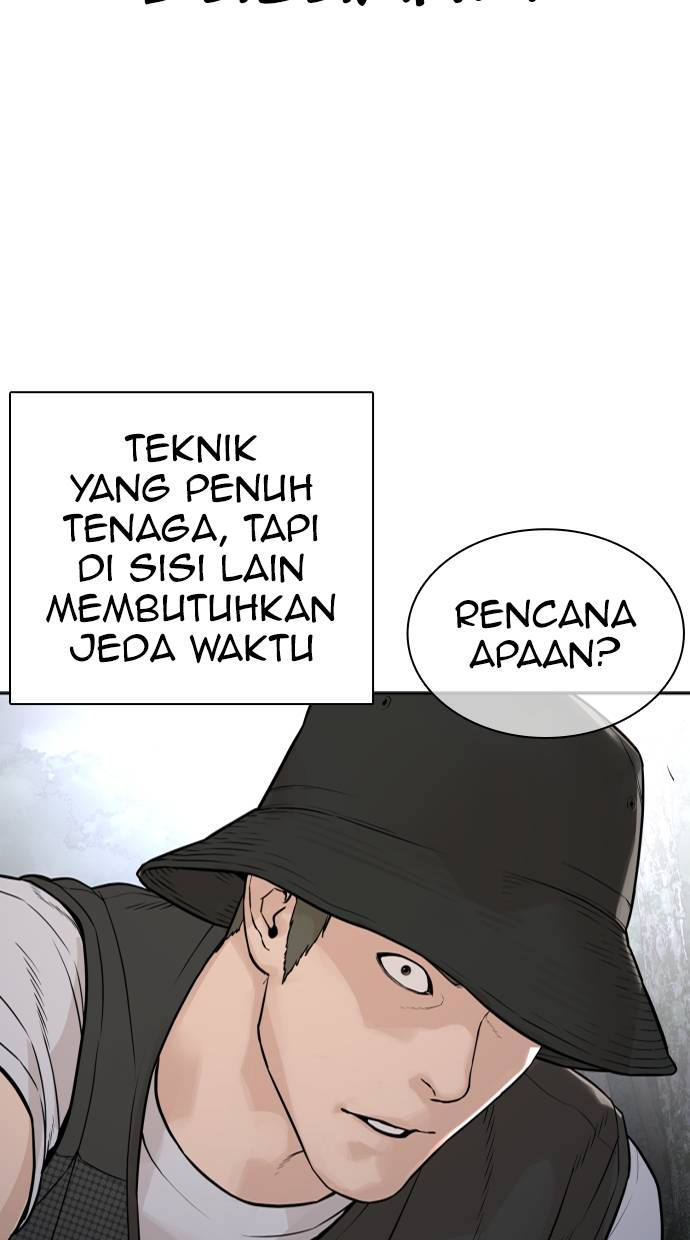 TEKNIK
YANG PENUH
TENAGA, TAPI
DI SISI LAIN
MEMBUTUHKAN
JEDA WAKTU
RENCANA
APAAN?